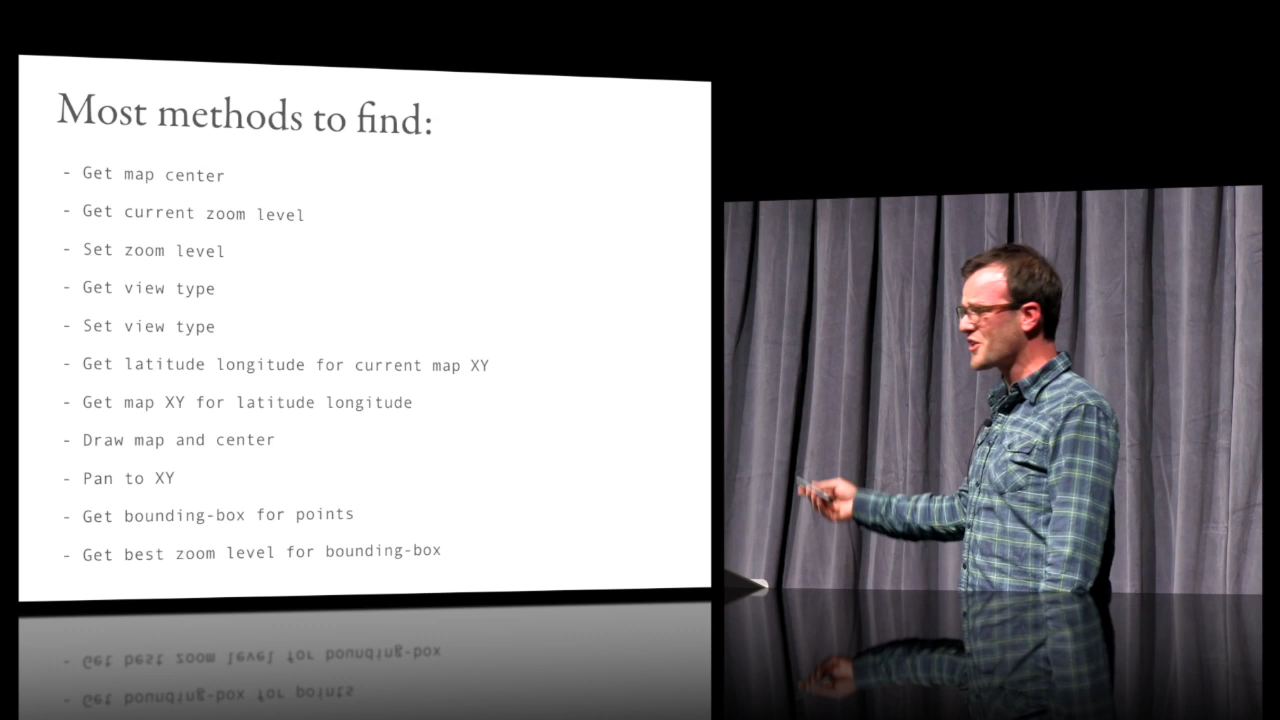 Most methods to find:
- Get map center
- Get current zoom level
- Set zoom level
- Get view type
- Set view type
- Get latitude longitude for current map XY
- Get map XY for latitude longitude
- Draw map and center
- Pan to XY
- Get bounding-box for points
- Get best zoom level for bounding-box